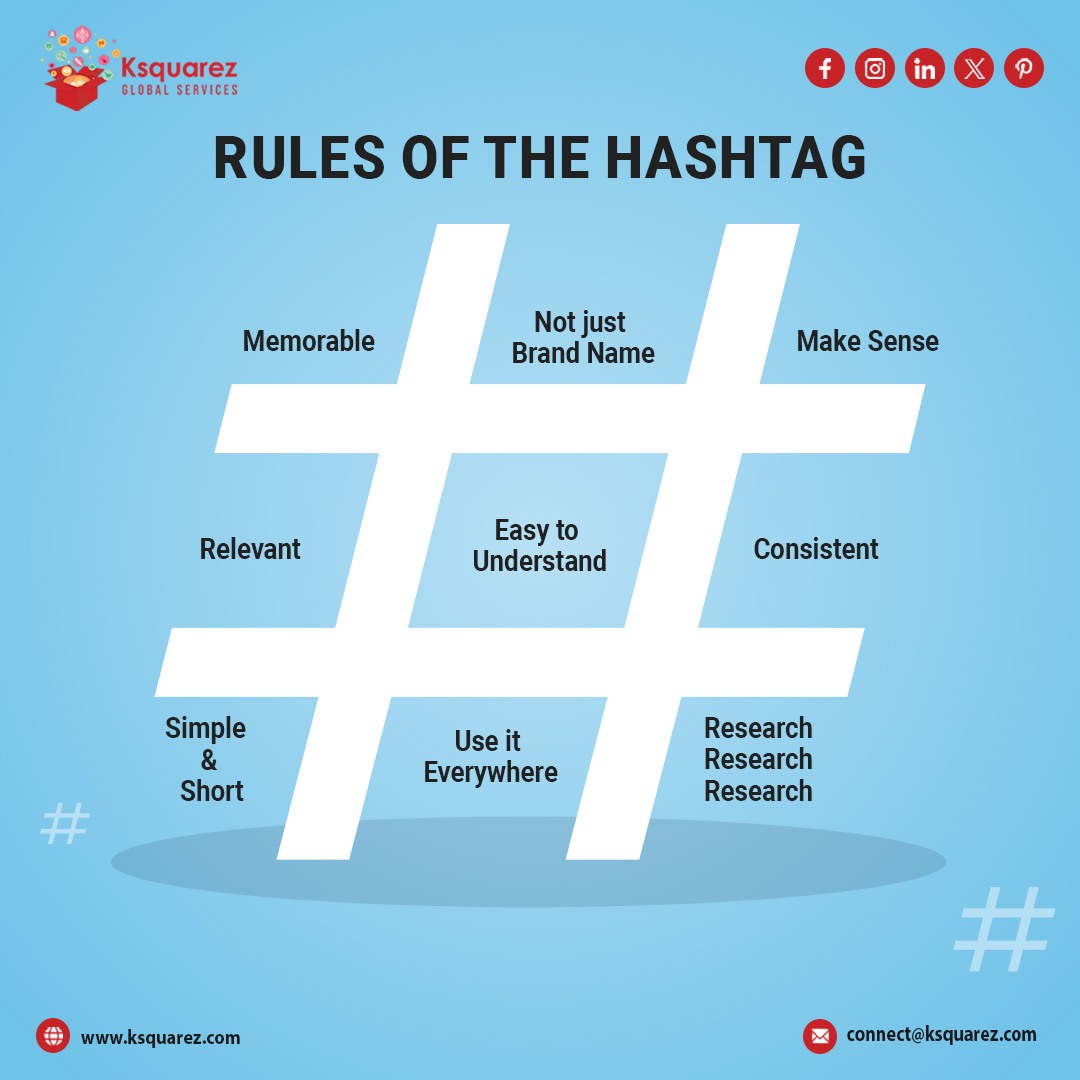 Ksquarez
GLOBAL SERVICES
RULES OF THE HASHTAG
Memorable
Not just
Brand Name
Make Sense
Relevant
Easy to
Understand
Consistent
Simple
&
Short
Use it
Everywhere
Research
Research
Research
www.ksquarez.com
connect@ksquarez.com